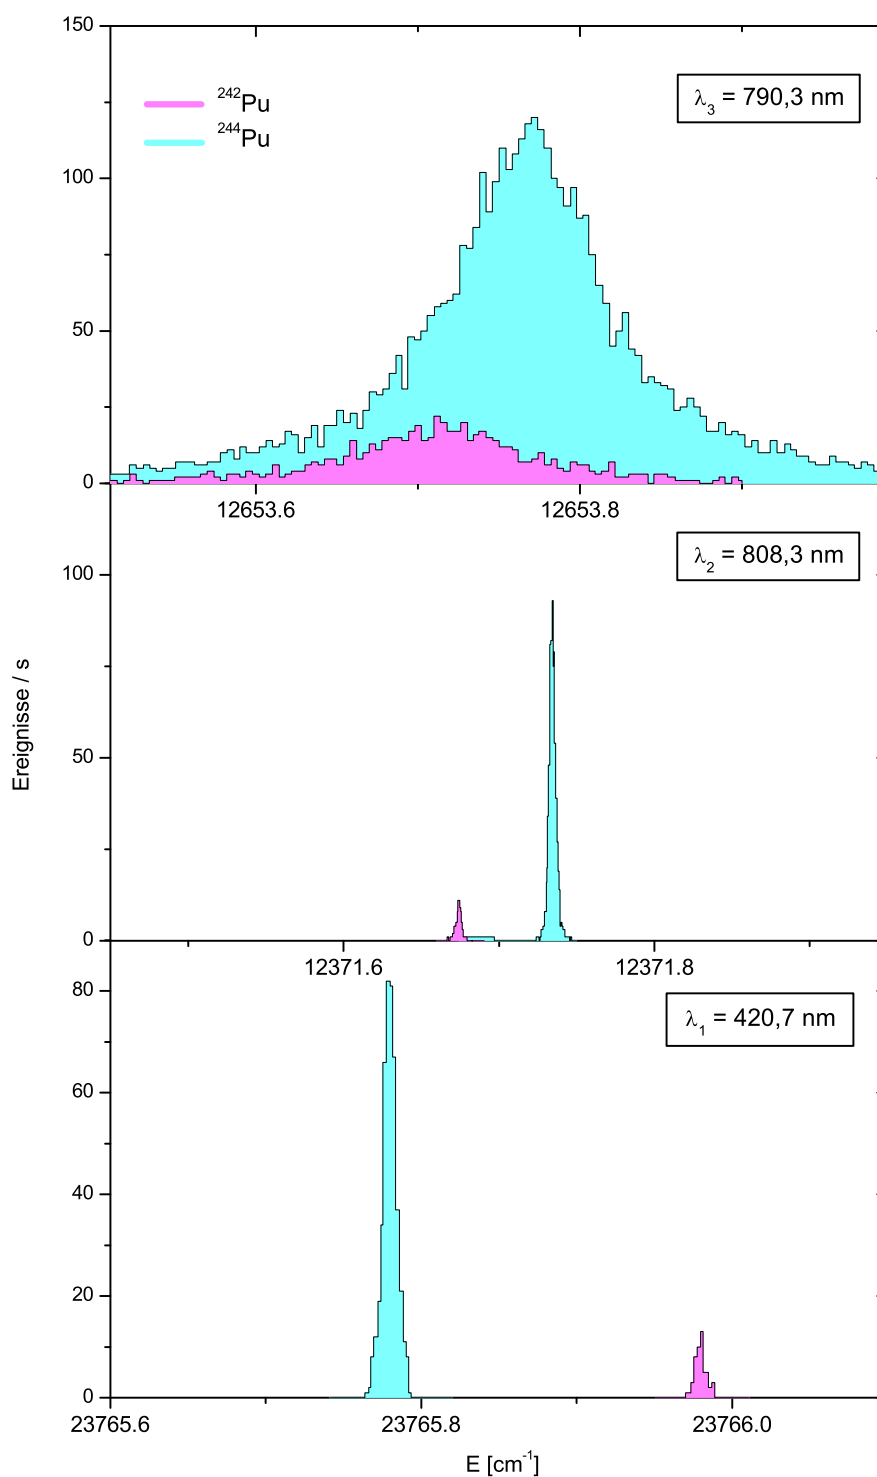 150
²⁴²Pu
²⁴⁴Pu
λ₃ = 790,3 nm
100
50
0
12653.6 12653.8
λ₂ = 808,3 nm
100
50
0
12371.6 12371.8
Ereignisse / s
λ₁ = 420,7 nm
80
60
40
20
0
23765.6 23765.8 23766.0
E [cm⁻¹]